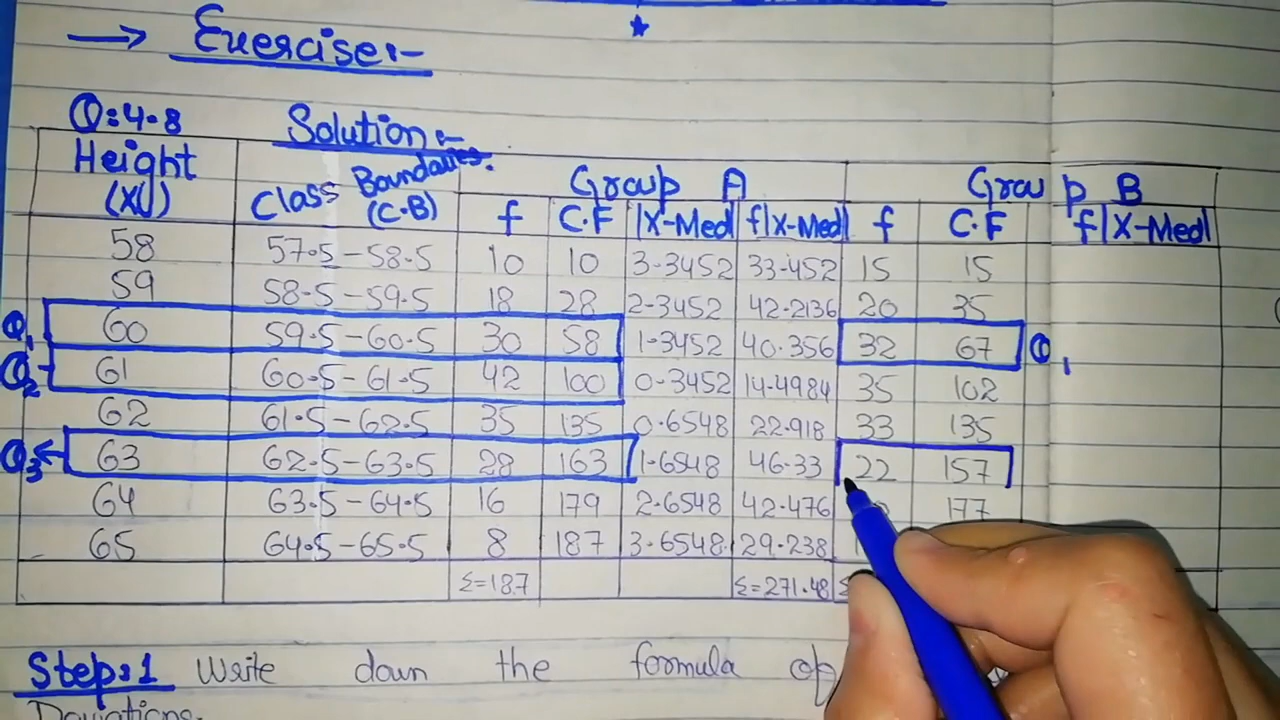 → Exercise:-
Q:4.8 Solution:-
Height (X) Class Boundaries. (C.B) Group A Group B
f C.F |X-Med| f|X-Med| f C.F f|X-Med|
58 57.5-58.5 10 10 3.3452 33.452 15 15
59 58.5-59.5 18 28 2.3452 42.2136 20 35
Q1 60 59.5-60.5 30 58 1.3452 40.356 32 67 Q1
Q2 61 60.5-61.5 42 100 0.3452 14.4984 35 102
62 61.5-62.5 35 135 0.6548 22.918 33 135
Q3 63 62.5-63.5 28 163 1.6548 46.33 22 157
64 63.5-64.5 16 179 2.6548 42.476 177
65 64.5-65.5 8 187 3.6548 29.238
Σ=187 Σ=271.48 Σ
Step:1 Write down the formula of
Deviations.